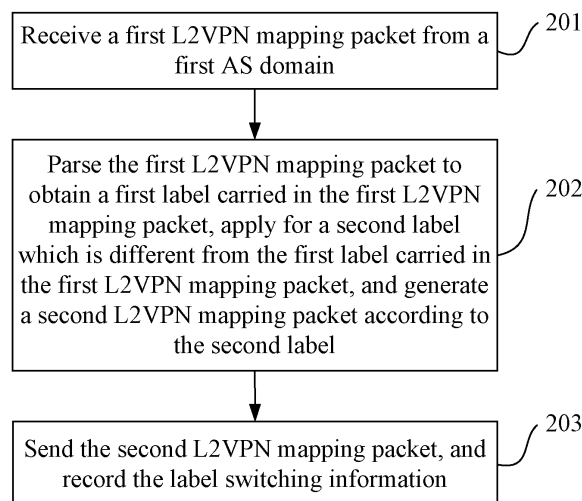 Receive a first L2VPN mapping packet from a
first AS domain
201
Parse the first L2VPN mapping packet to
obtain a first label carried in the first L2VPN
mapping packet, apply for a second label
which is different from the first label carried in
the first L2VPN mapping packet, and generate
a second L2VPN mapping packet according to
the second label
202
Send the second L2VPN mapping packet, and
record the label switching information
203